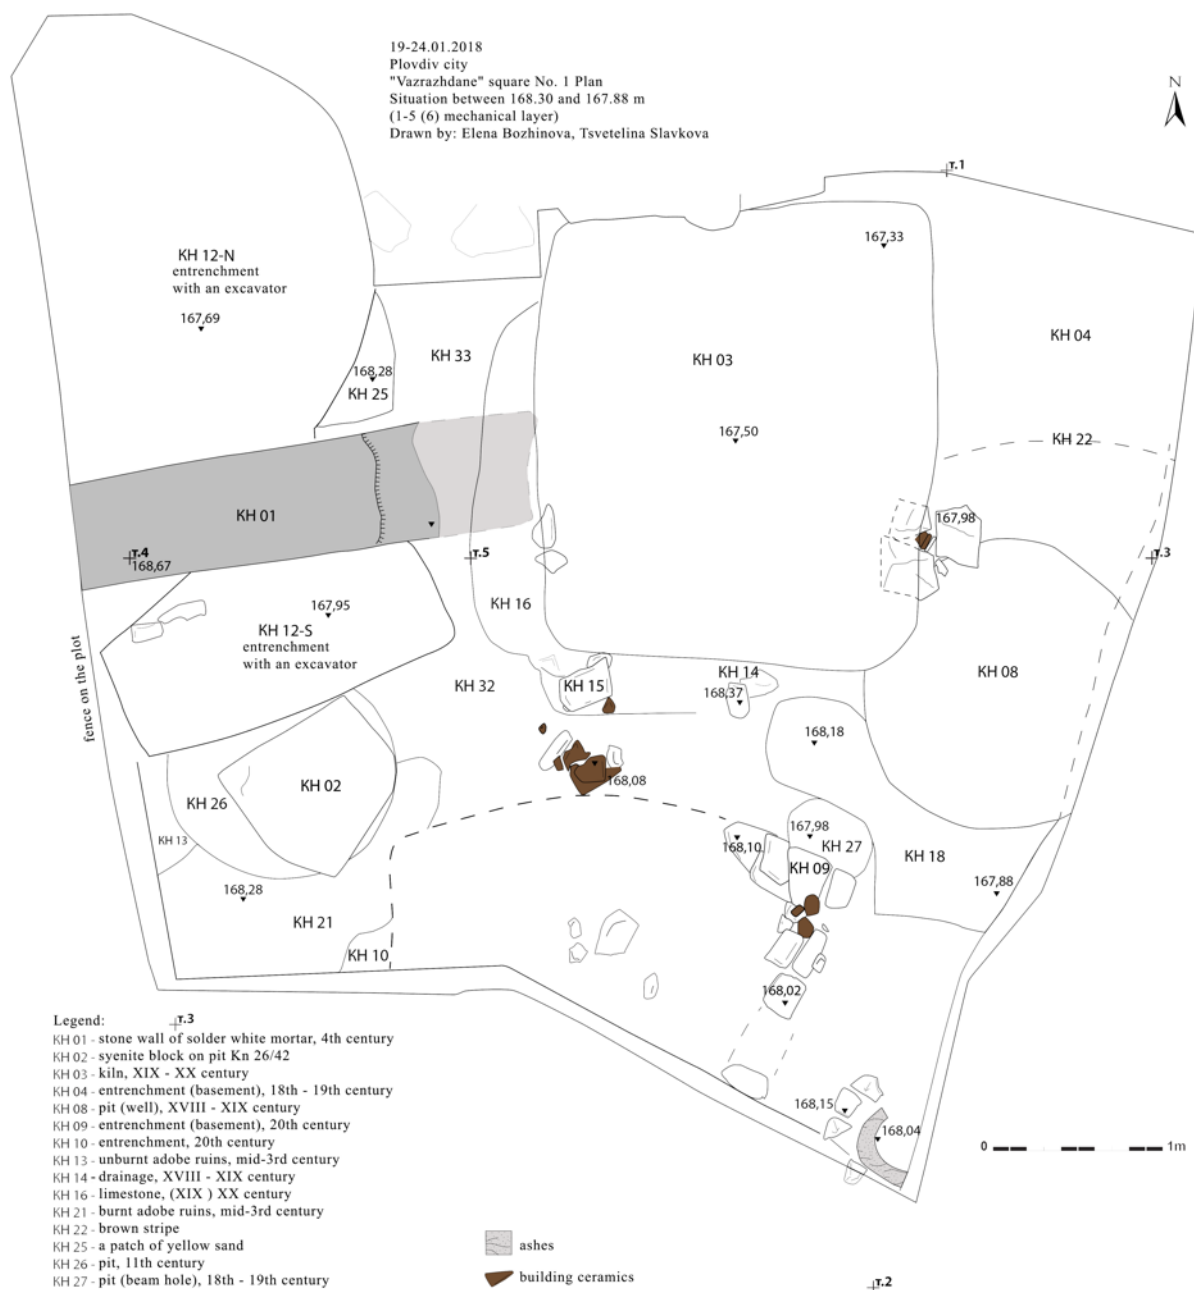 19-24.01.2018
Plovdiv city
"Vazrazhdane" square No. 1 Plan
Situation between 168.30 and 167.88 m
(1-5 (6) mechanical layer)
Drawn by: Elena Bozhinova, Tsvetelina Slavkova
N
т.1
167,33
KH 12-N
entrenchment
with an excavator
167,69
KH 04
KH 33
KH 03
168,28
KH 25
167,50
KH 22
KH 01
167,98
т.4
168,67
т.5
т.3
167,95
KH 16
KH 12-S
entrenchment
with an excavator
fence on the plot
KH 32
KH 15
KH 14
168,37
KH 08
168,18
168,08
KH 02
KH 26
KH 13
167,98
168,10
KH 27
KH 09
KH 18
167,88
168,28
KH 21
KH 10
168,02
168,15
168,04
0
1m
Legend:
т.3
KH 01 - stone wall of solder white mortar, 4th century
KH 02 - syenite block on pit Kn 26/42
KH 03 - kiln, XIX - XX century
KH 04 - entrenchment (basement), 18th - 19th century
KH 08 - pit (well), XVIII - XIX century
KH 09 - entrenchment (basement), 20th century
KH 10 - entrenchment, 20th century
KH 13 - unburnt adobe ruins, mid-3rd century
KH 14 - drainage, XVIII - XIX century
KH 16 - limestone, (XIX ) XX century
KH 21 - burnt adobe ruins, mid-3rd century
KH 22 - brown stripe
KH 25 - a patch of yellow sand
KH 26 - pit, 11th century
KH 27 - pit (beam hole), 18th - 19th century
ashes
building ceramics
т.2